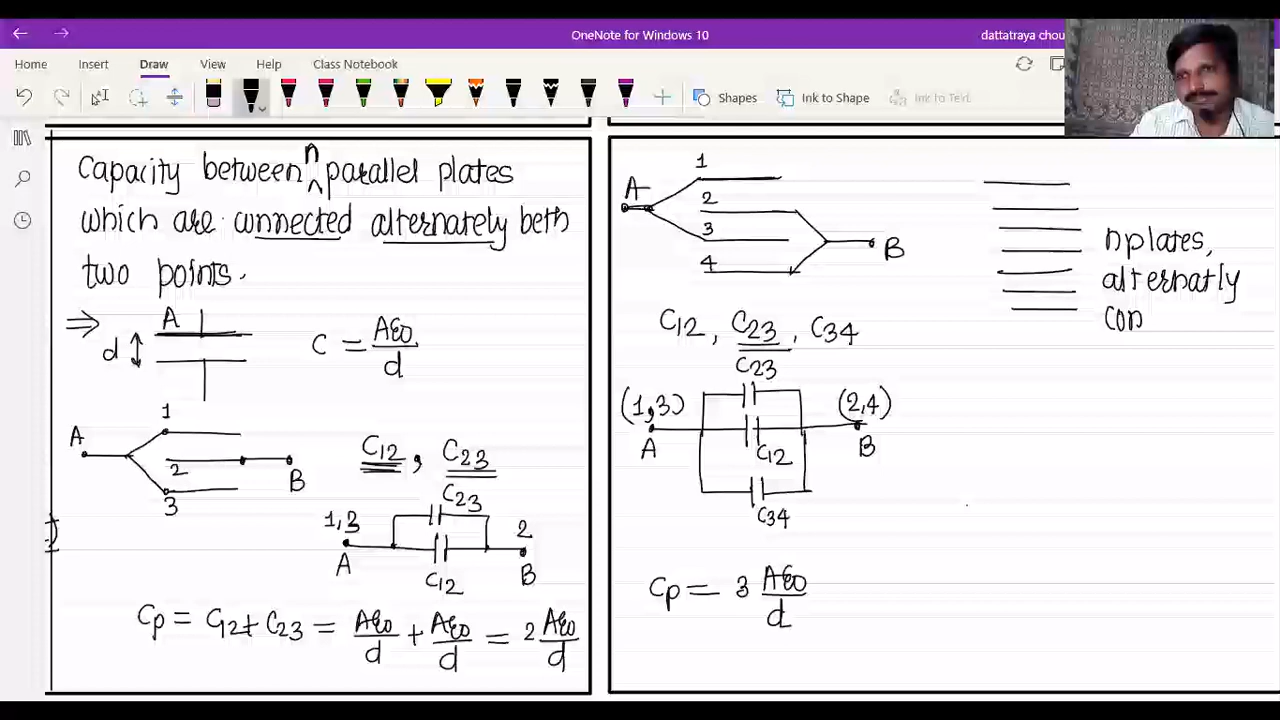 OneNote for Windows 10
dattatraya chou
Home Insert Draw View Help Class Notebook
Shapes Ink to Shape Ink to Text
Capacity between n parallel plates
which are connected alternately betn
two points.
⇒ A
d
C = Aε0/d
A 1 2 3 B
C12, C23
C23
1,3 2
A B
C12
Cp = C12 + C23 = Aε0/d + Aε0/d = 2 Aε0/d
1
A 2
3
4
B
C12, C23, C34
C23
(1,3) (2,4)
A B
C12
C34
Cp = 3 Aε0/d
n plates,
alternatly
con